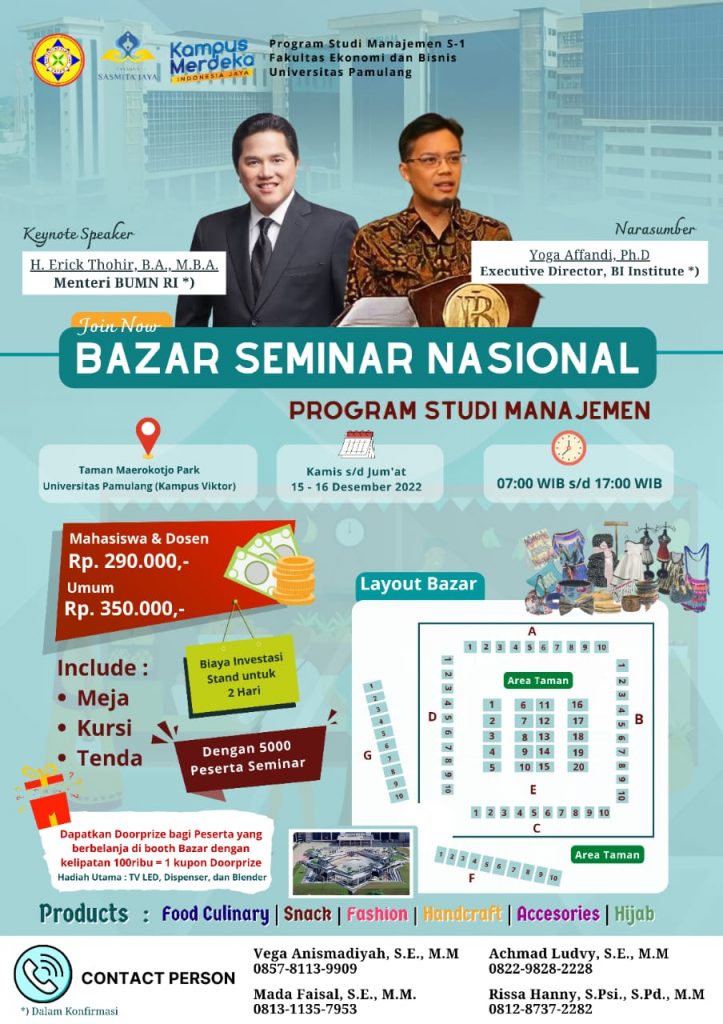 YAYASAN
SASMITA JAYA
Kampus
Merdeka
INDONESIA JAYA
Program Studi Manajemen S-1
Fakultas Ekonomi dan Bisnis
Universitas Pamulang
Keynote Speaker
H. Erick Thohir, B.A., M.B.A.
Menteri BUMN RI *)
Narasumber
Yoga Affandi, Ph.D
Executive Director, BI Institute *)
Join Now
BAZAR SEMINAR NASIONAL
PROGRAM STUDI MANAJEMEN
Taman Maerokotjo Park
Universitas Pamulang (Kampus Viktor)
Kamis s/d Jum'at
15 - 16 Desember 2022
07:00 WIB s/d 17:00 WIB
Mahasiswa & Dosen
Rp. 290.000,-
Umum
Rp. 350.000,-
Biaya Investasi
Stand untuk
2 Hari
Include :
• Meja
• Kursi
• Tenda
Dengan 5000
Peserta Seminar
Dapatkan Doorprize bagi Peserta yang
berbelanja di booth Bazar dengan
kelipatan 100ribu = 1 kupon Doorprize
Hadiah Utama : TV LED, Dispenser, dan Blender
Layout Bazar
A
1 2 3 4 5 6 7 8 9 10
Area Taman
D
1 2 3 4 5 6 7 8 9 10
1 6 11 16
2 7 12 17
3 8 13 18
4 9 14 19
5 10 15 20
E
B
1 2 3 4 5 6 7 8 9 10
G
1 2 3 4 5 6 7 8 9 10
1 2 3 4 5 6 7 8 9 10
C
Area Taman
1 2 3 4 5 6 7 8 9 10
F
Products : Food Culinary | Snack | Fashion | Handcraft | Accesories | Hijab
CONTACT PERSON
*) Dalam Konfirmasi
Vega Anismadiyah, S.E., M.M
0857-8113-9909
Mada Faisal, S.E., M.M.
0813-1135-7953
Achmad Ludvy, S.E., M.M
0822-9828-2228
Rissa Hanny, S.Psi., S.Pd., M.M
0812-8737-2282